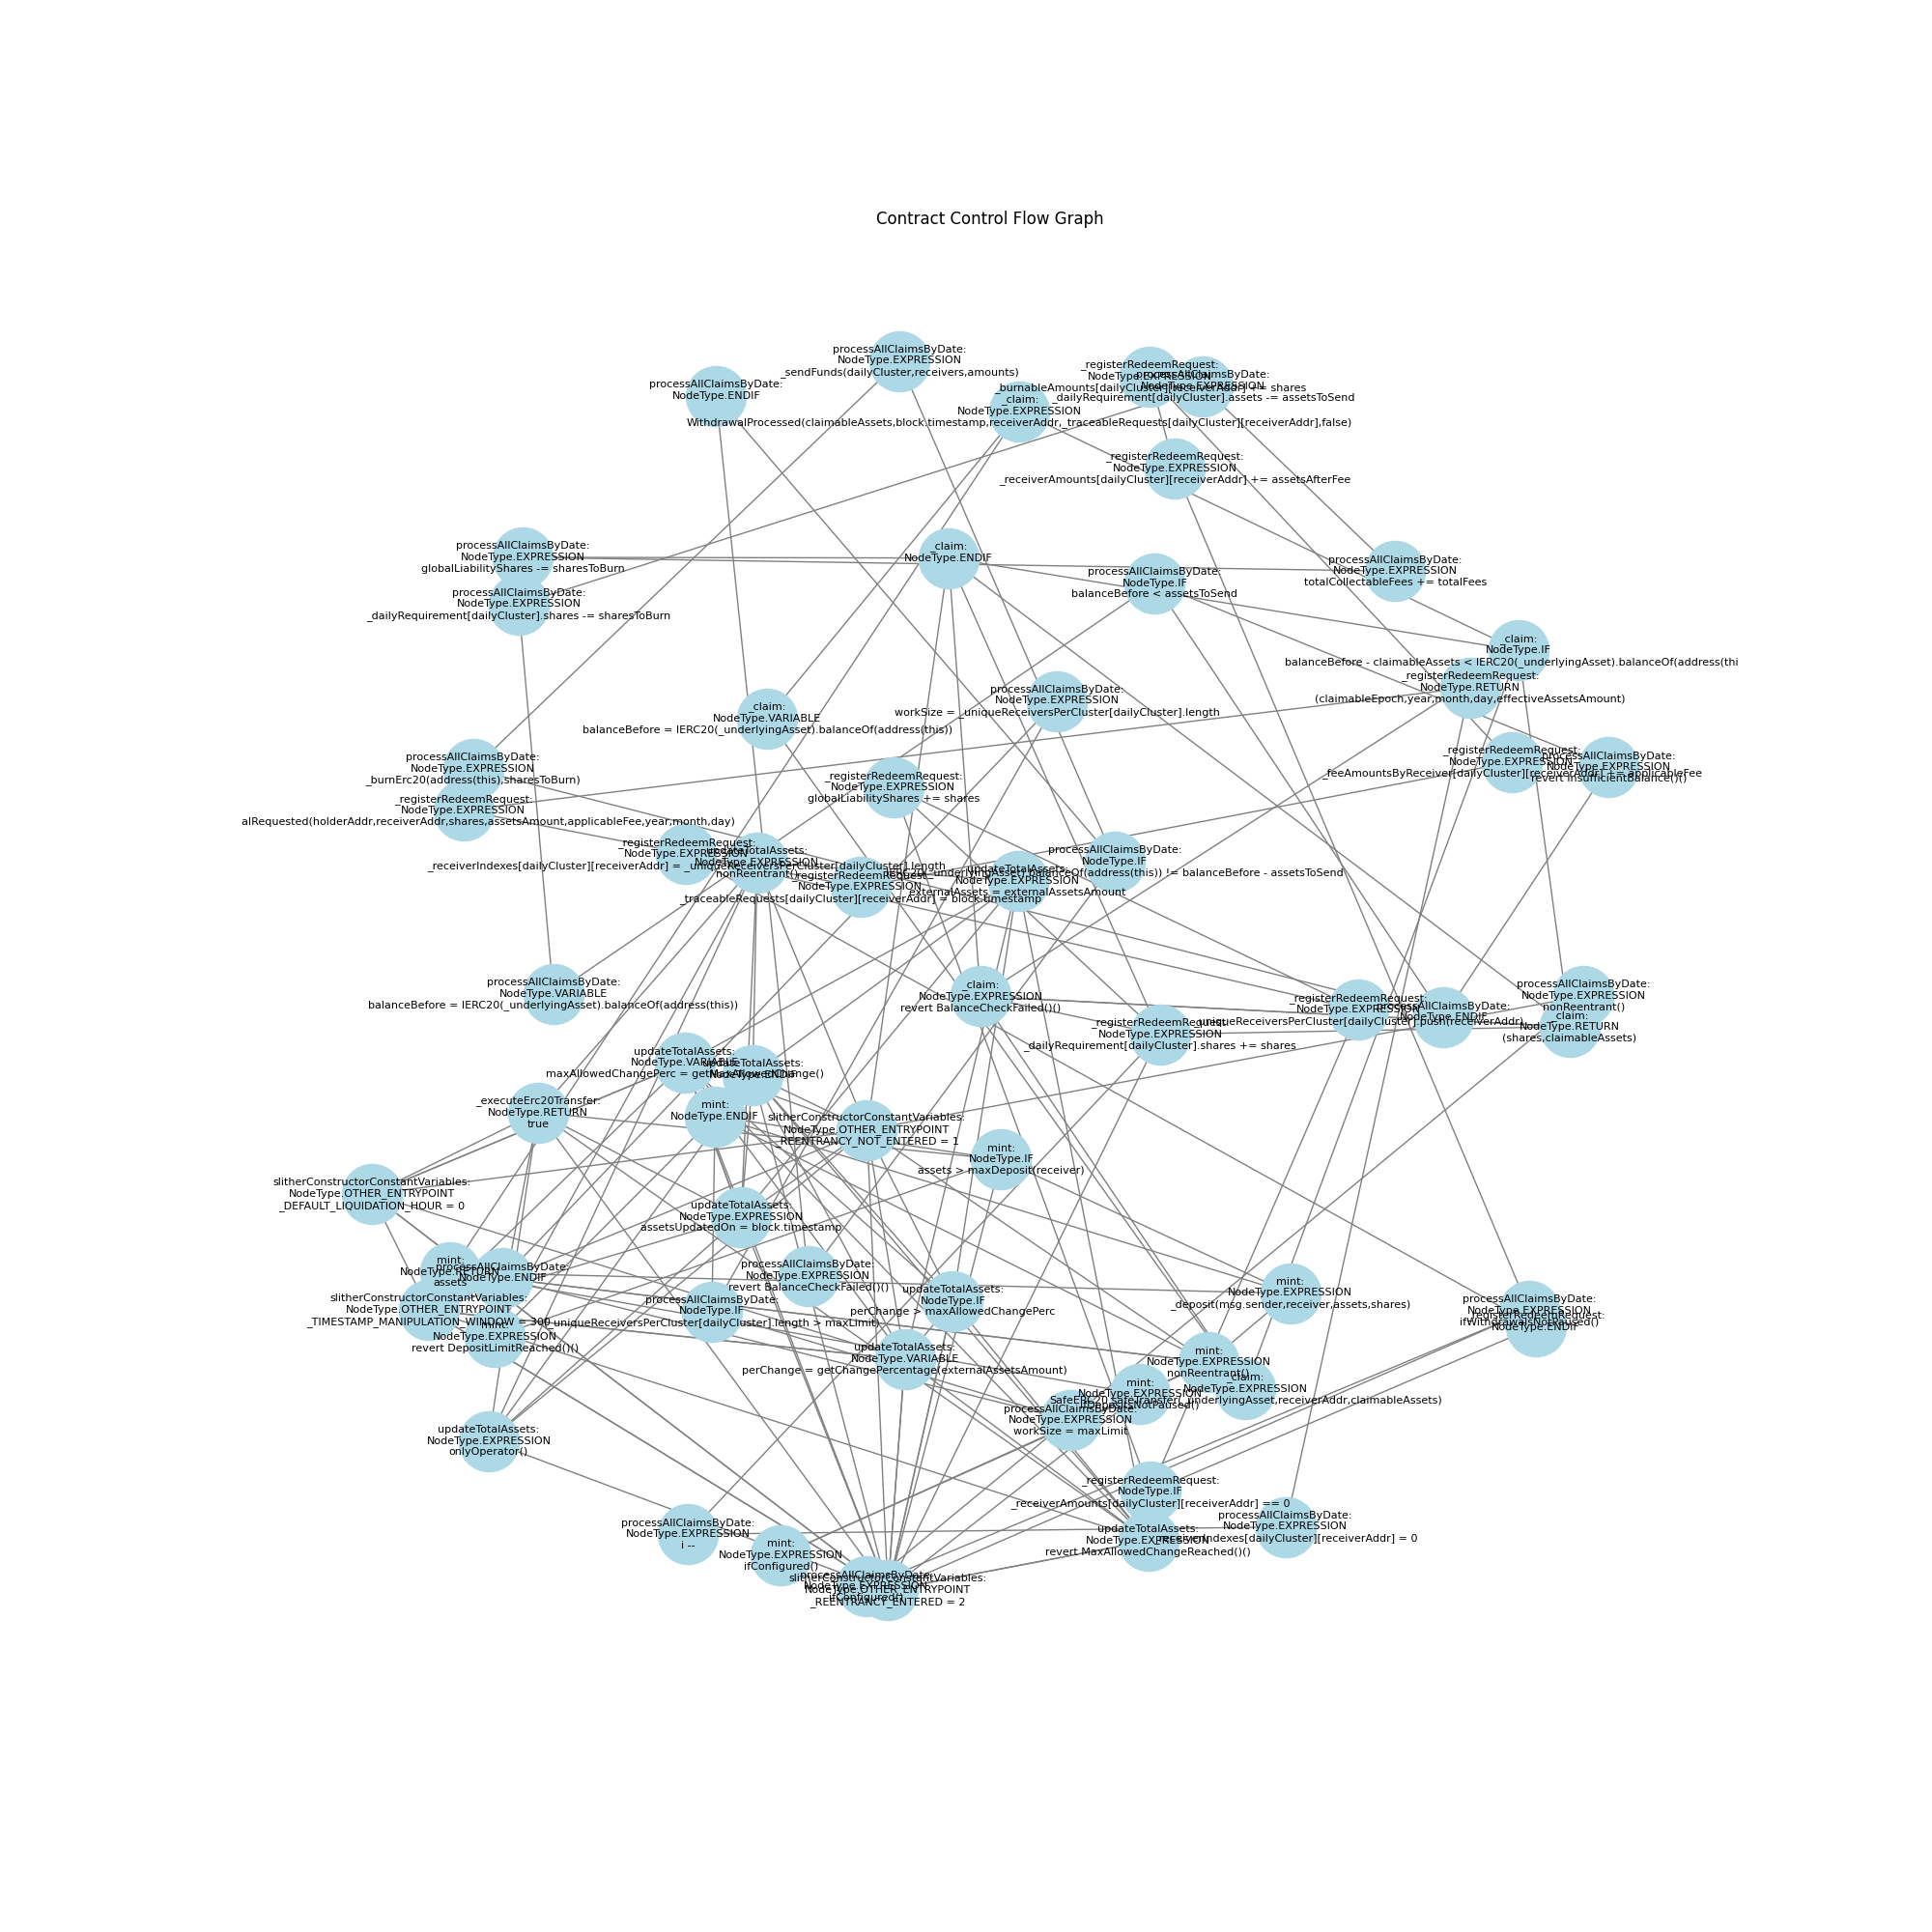 Contract Control Flow Graph
processAllClaimsByDate:
NodeType.EXPRESSION
_sendFunds(dailyCluster,receivers,amounts)
processAllClaimsByDate:
NodeType.ENDIF
_registerRedeemRequest:
NodeType.EXPRESSION
_burnableAmounts[dailyCluster][receiverAddr] += shares
processAllClaimsByDate:
NodeType.EXPRESSION
_dailyRequirement[dailyCluster].assets -= assetsToSend
_claim:
NodeType.EXPRESSION
WithdrawalProcessed(claimableAssets,block.timestamp,receiverAddr,_traceableRequests[dailyCluster][receiverAddr],false)
_registerRedeemRequest:
NodeType.EXPRESSION
_receiverAmounts[dailyCluster][receiverAddr] += assetsAfterFee
processAllClaimsByDate:
NodeType.EXPRESSION
globalLiabilityShares -= sharesToBurn
_claim:
NodeType.ENDIF
processAllClaimsByDate:
NodeType.EXPRESSION
totalCollectableFees += totalFees
processAllClaimsByDate:
NodeType.IF
balanceBefore < assetsToSend
processAllClaimsByDate:
NodeType.EXPRESSION
_dailyRequirement[dailyCluster].shares -= sharesToBurn
_claim:
NodeType.IF
balanceBefore - claimableAssets < IERC20(_underlyingAsset).balanceOf(address(thi
_registerRedeemRequest:
NodeType.RETURN
(claimableEpoch,year,month,day,effectiveAssetsAmount)
processAllClaimsByDate:
NodeType.EXPRESSION
workSize = _uniqueReceiversPerCluster[dailyCluster].length
_claim:
NodeType.VARIABLE
balanceBefore = IERC20(_underlyingAsset).balanceOf(address(this))
_registerRedeemRequest:
NodeType.EXPRESSION
_feeAmountsByReceiver[dailyCluster][receiverAddr] += applicableFee
processAllClaimsByDate:
NodeType.EXPRESSION
revert InsufficientBalance()()
processAllClaimsByDate:
NodeType.EXPRESSION
_burnErc20(address(this),sharesToBurn)
_registerRedeemRequest:
NodeType.EXPRESSION
globalLiabilityShares += shares
_registerRedeemRequest:
NodeType.EXPRESSION
alRequested(holderAddr,receiverAddr,shares,assetsAmount,applicableFee,year,month,day)
_registerRedeemRequest:
NodeType.EXPRESSION
_receiverIndexes[dailyCluster][receiverAddr] = _uniqueReceiversPerCluster[dailyCluster].length
updateTotalAssets:
NodeType.EXPRESSION
nonReentrant()
processAllClaimsByDate:
NodeType.IF
IERC20(_underlyingAsset).balanceOf(address(this)) != balanceBefore - assetsToSend
updateTotalAssets:
NodeType.EXPRESSION
externalAssets = externalAssetsAmount
_registerRedeemRequest:
NodeType.EXPRESSION
_traceableRequests[dailyCluster][receiverAddr] = block.timestamp
processAllClaimsByDate:
NodeType.VARIABLE
balanceBefore = IERC20(_underlyingAsset).balanceOf(address(this))
_claim:
NodeType.EXPRESSION
revert BalanceCheckFailed()()
processAllClaimsByDate:
NodeType.EXPRESSION
nonReentrant()
_registerRedeemRequest:
NodeType.EXPRESSION
_uniqueReceiversPerCluster[dailyCluster].push(receiverAddr)
processAllClaimsByDate:
NodeType.ENDIF
_claim:
NodeType.RETURN
(shares,claimableAssets)
_registerRedeemRequest:
NodeType.EXPRESSION
_dailyRequirement[dailyCluster].shares += shares
updateTotalAssets:
NodeType.VARIABLE
maxAllowedChangePerc = getMaxAllowedChange()
updateTotalAssets:
NodeType.ENDIF
_executeErc20Transfer:
NodeType.RETURN
true
mint:
NodeType.ENDIF
slitherConstructorConstantVariables:
NodeType.OTHER_ENTRYPOINT
_REENTRANCY_NOT_ENTERED = 1
mint:
NodeType.IF
assets > maxDeposit(receiver)
slitherConstructorConstantVariables:
NodeType.OTHER_ENTRYPOINT
_DEFAULT_LIQUIDATION_HOUR = 0
updateTotalAssets:
NodeType.EXPRESSION
assetsUpdatedOn = block.timestamp
mint:
NodeType.RETURN
assets
processAllClaimsByDate:
NodeType.ENDIF
processAllClaimsByDate:
NodeType.EXPRESSION
revert BalanceCheckFailed()()
mint:
NodeType.EXPRESSION
_deposit(msg.sender,receiver,assets,shares)
updateTotalAssets:
NodeType.IF
perChange > maxAllowedChangePerc
slitherConstructorConstantVariables:
NodeType.OTHER_ENTRYPOINT
_TIMESTAMP_MANIPULATION_WINDOW = 300
processAllClaimsByDate:
NodeType.IF
_uniqueReceiversPerCluster[dailyCluster].length > maxLimit)
processAllClaimsByDate:
NodeType.EXPRESSION
ifWithdrawalsNotPaused()
_registerRedeemRequest:
NodeType.ENDIF
mint:
NodeType.EXPRESSION
revert DepositLimitReached()()
updateTotalAssets:
NodeType.VARIABLE
perChange = getChangePercentage(externalAssetsAmount)
mint:
NodeType.EXPRESSION
nonReentrant()
_claim:
NodeType.EXPRESSION
SafeERC20.safeTransfer(_underlyingAsset,receiverAddr,claimableAssets)
mint:
NodeType.EXPRESSION
ifDepositsNotPaused()
processAllClaimsByDate:
NodeType.EXPRESSION
workSize = maxLimit
updateTotalAssets:
NodeType.EXPRESSION
onlyOperator()
_registerRedeemRequest:
NodeType.IF
_receiverAmounts[dailyCluster][receiverAddr] == 0
processAllClaimsByDate:
NodeType.EXPRESSION
i --
processAllClaimsByDate:
NodeType.EXPRESSION
_receiverIndexes[dailyCluster][receiverAddr] = 0
updateTotalAssets:
NodeType.EXPRESSION
revert MaxAllowedChangeReached()()
mint:
NodeType.EXPRESSION
ifConfigured()
processAllClaimsByDate:
NodeType.EXPRESSION
ifConfigured()
slitherConstructorConstantVariables:
NodeType.OTHER_ENTRYPOINT
_REENTRANCY_ENTERED = 2